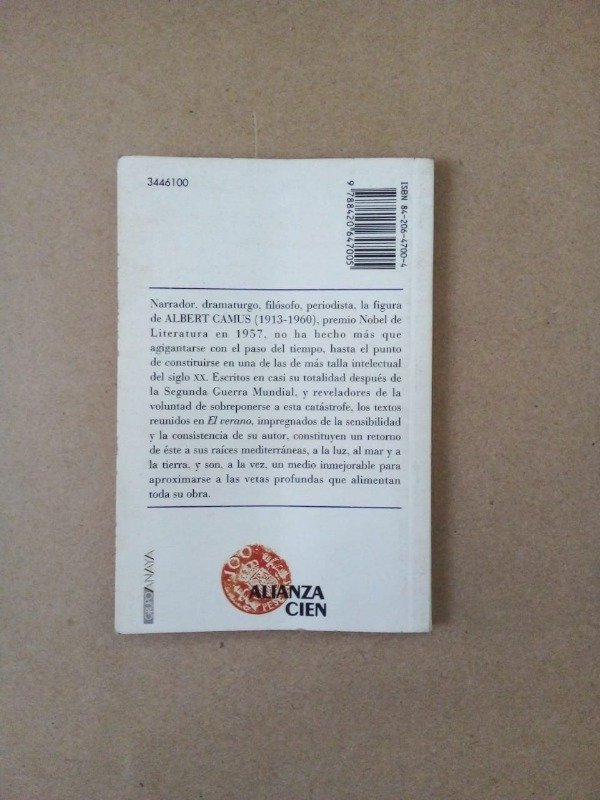 3446100
ISBN 84-206-4700-4
9 788420 647005
Narrador, dramaturgo, filósofo, periodista, la figura
de ALBERT CAMUS (1913-1960), premio Nobel de
Literatura en 1957, no ha hecho más que
agigantarse con el paso del tiempo, hasta el punto
de constituirse en una de las de más talla intelectual
del siglo XX. Escritos en casi su totalidad después de
la Segunda Guerra Mundial, y reveladores de la
voluntad de sobreponerse a esta catástrofe, los textos
reunidos en El verano, impregnados de la sensibilidad
y la consistencia de su autor, constituyen un retorno
de éste a sus raíces mediterráneas, a la luz, al mar y a
la tierra, y son, a la vez, un medio inmejorable para
aproximarse a las vetas profundas que alimentan
toda su obra.
GRUPO ANAYA
100
ALIANZA
CIEN